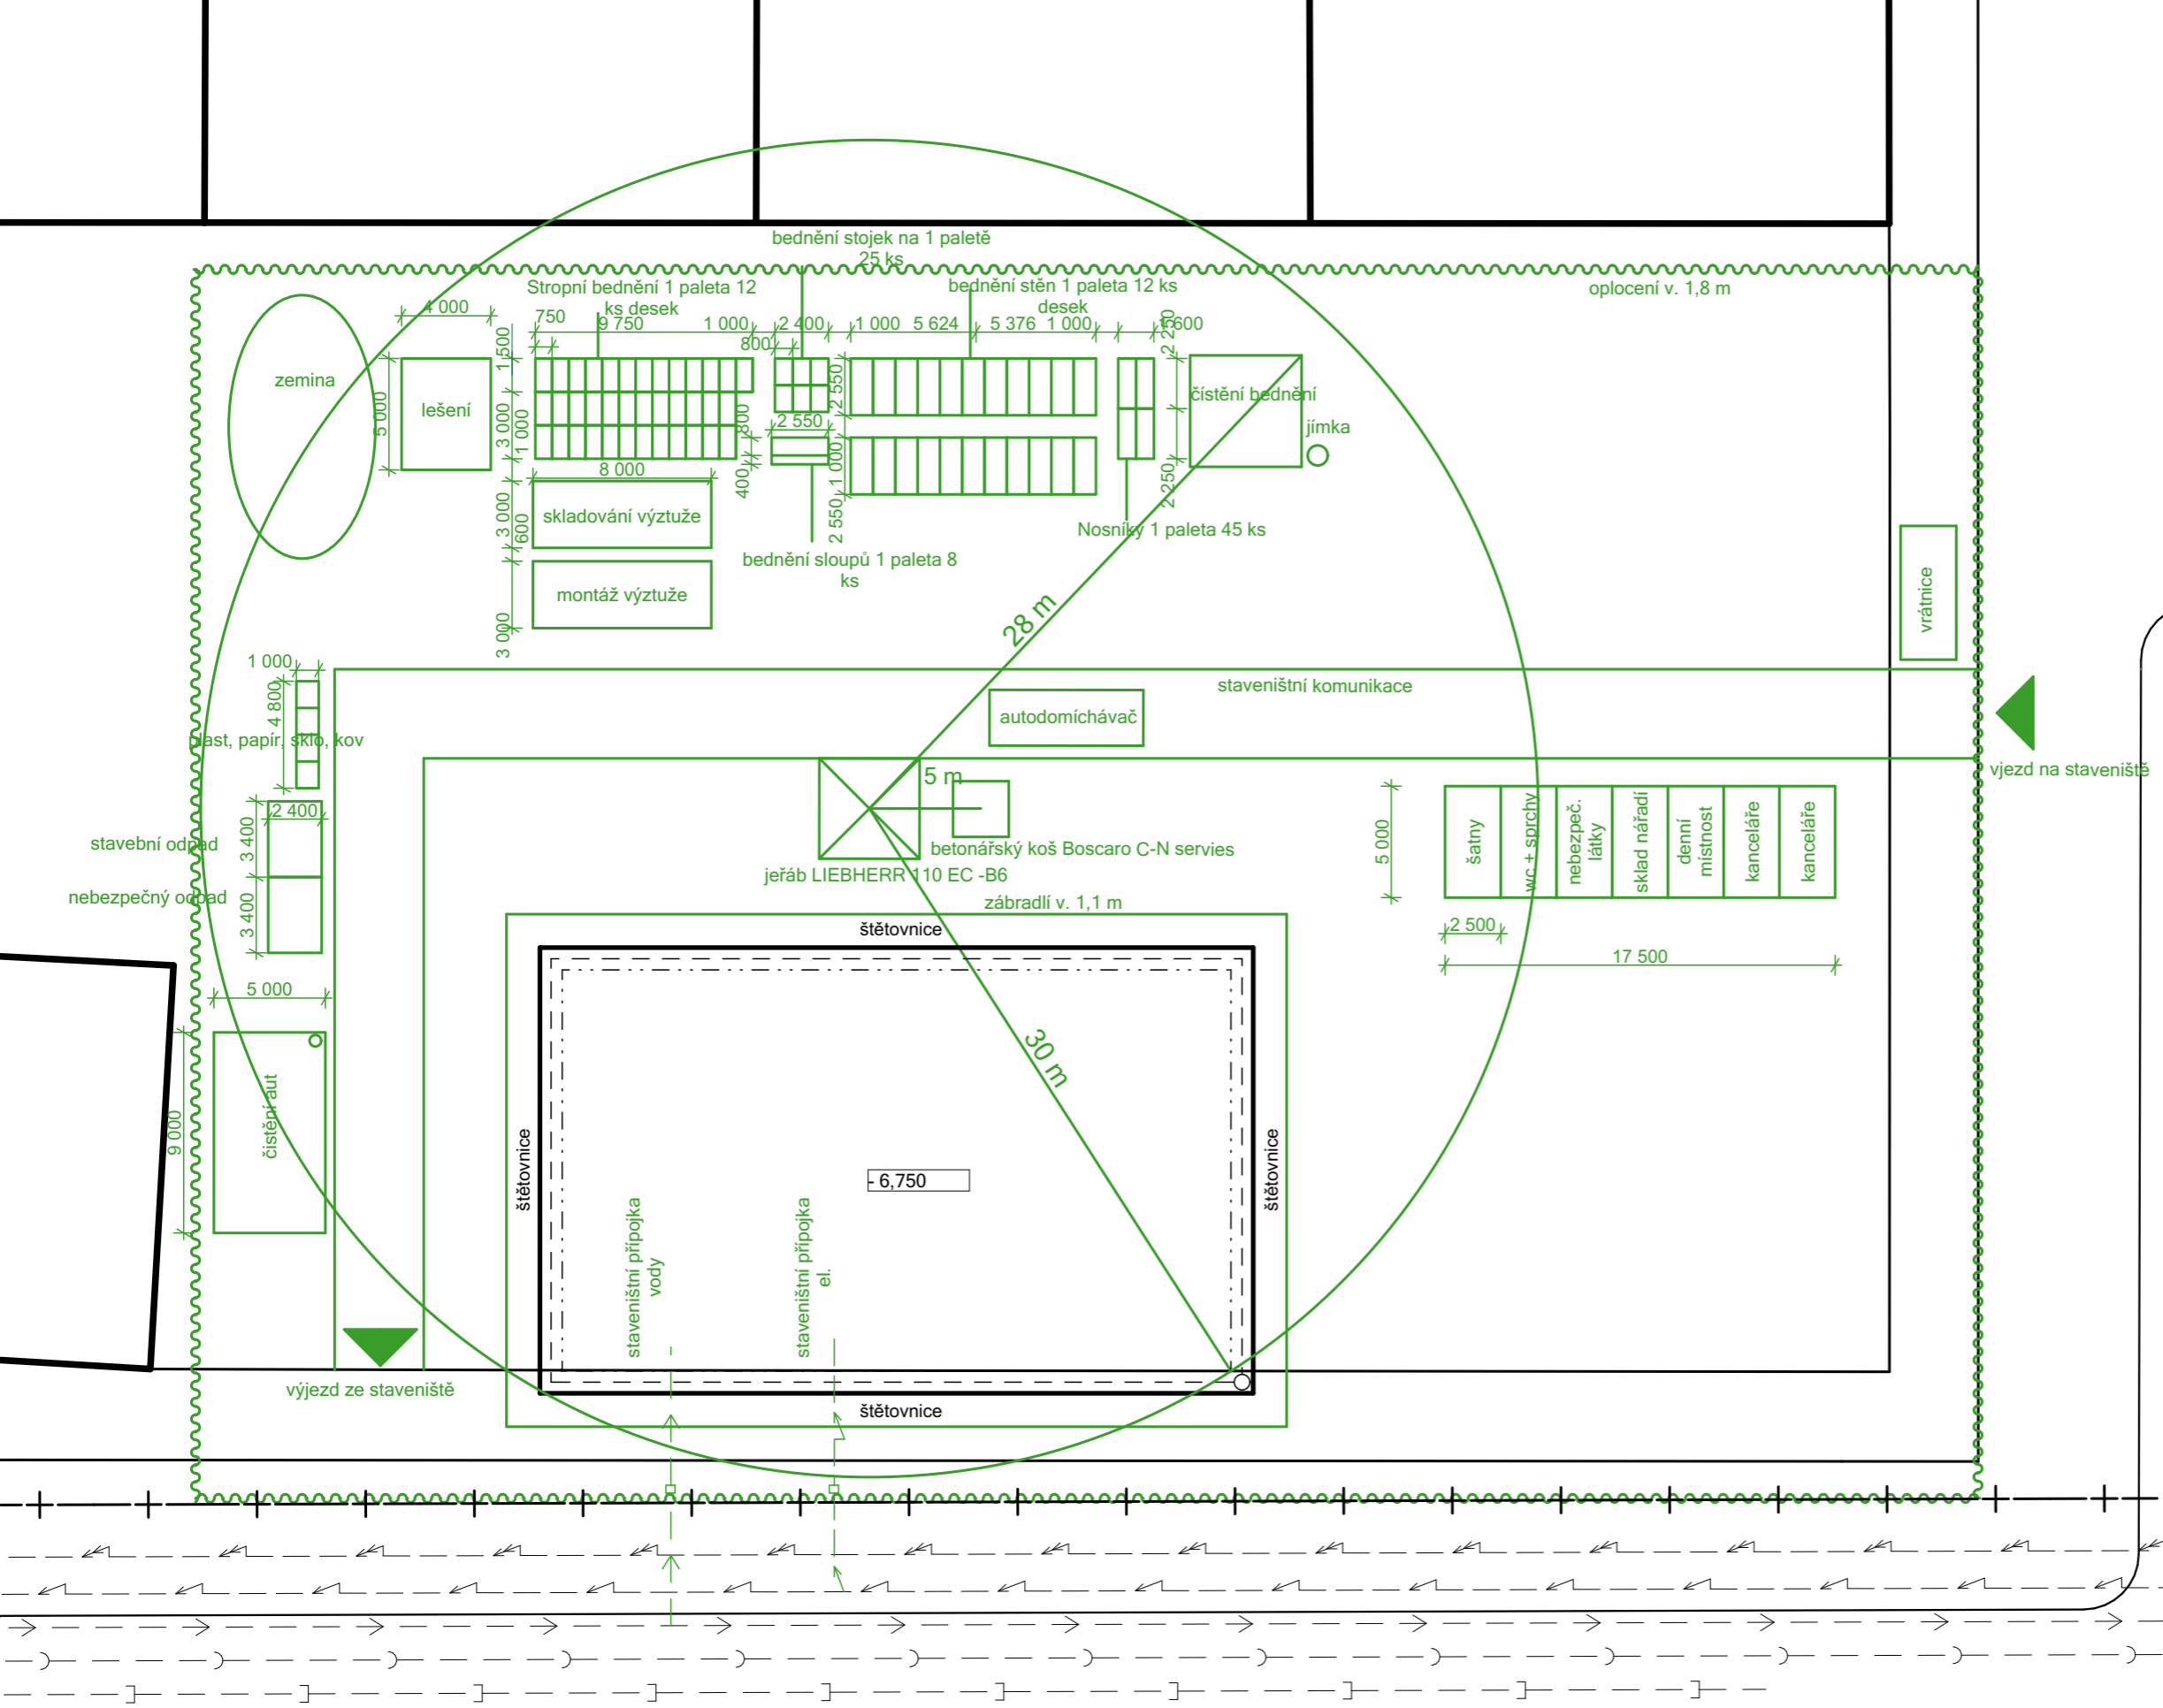 bednění stojek na 1 paletě
25 ks
Stropní bednění 1 paleta 12
ks desek
bednění stěn 1 paleta 12 ks
desek
oplocení v. 1,8 m
4 000
750
9 750
1 000
2 400
1 000
5 624
5 376
1 000
1 600
2 250
1 500
800
zemina
lešení
5 000
3 000
1 000
2 550
800
2 550
čístění bednění
jímka
8 000
400
1 000
2 250
skladování výztuže
3 000
600
2 550
Nosníky 1 paleta 45 ks
bednění sloupů 1 paleta 8
ks
montáž výztuže
3 000
28 m
vrátnice
1 000
4 800
plast, papír, sklo, kov
staveništní komunikace
autodomíchávač
vjezd na staveniště
5 m
2 400
3 400
stavební odpad
betonářský koš Boscaro C-N servies
jeřáb LIEBHERR 110 EC -B6
5 000
šatny
wc + sprchy
nebezpeč.
látky
sklad nářadí
denní
místnost
kanceláře
kanceláře
nebezpečný odpad
3 400
zábradlí v. 1,1 m
štětovnice
2 500
17 500
5 000
30 m
9 000
čistění aut
štětovnice
štětovnice
- 6,750
staveništní přípojka
vody
staveništní přípojka
el.
výjezd ze staveniště
štětovnice